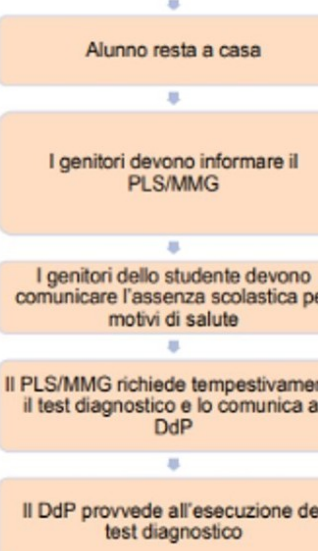 Alunno resta a casa
I genitori devono informare il
PLS/MMG
I genitori dello studente devono
comunicare l'assenza scolastica pe
motivi di salute
Il PLS/MMG richiede tempestivame
il test diagnostico e lo comunica a
DdP
Il DdP provvede all'esecuzione de
test diagnostico